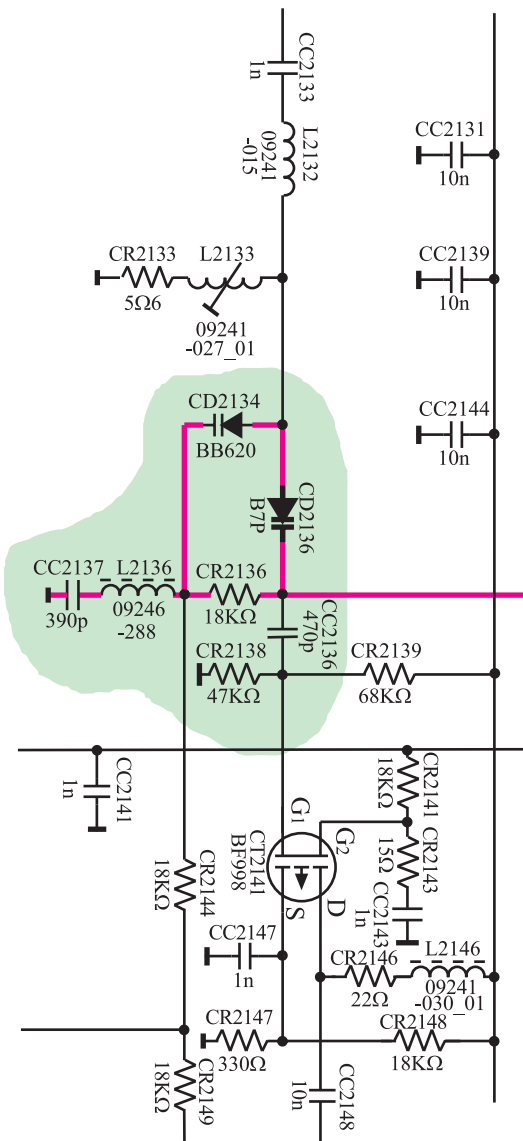 CC2133
1n
L2132
09241
-015
CC2131
10n
CR2133
L2133
5Ω6
09241
-027_01
CC2139
10n
CD2134
BB620
CC2144
10n
CD2136
B7P
CC2137
L2136
CR2136
390p
09246
-288
18KΩ
CC2136
470p
CR2138
47KΩ
CR2139
68KΩ
CC2141
1n
CR2141
18KΩ
G1
G2
CT2141
BF998
S
D
CR2143
15Ω
CC2143
1n
CR2144
18KΩ
CC2147
1n
CR2146
22Ω
L2146
09241
-030_01
CR2147
330Ω
CR2148
18KΩ
CR2149
18KΩ
CC2148
10n